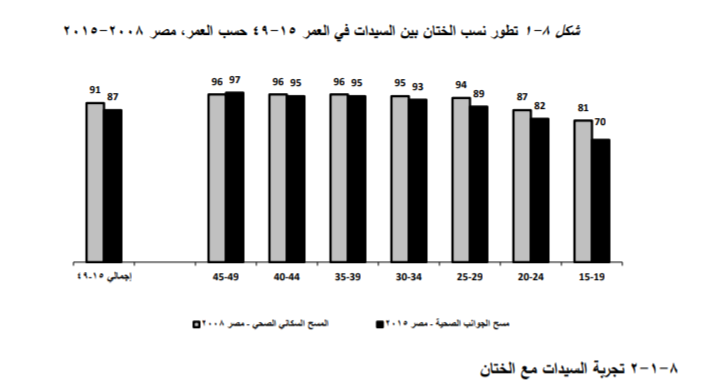 شكل ٨-١ تطور نسب الختان بين السيدات في العمر ١٥-٤٩ حسب العمر، مصر ٢٠٠٨-٢٠١٥
91 87 96 97 96 95 96 95 95 93 94 89 87 82 81 70
إجمالي ١٥-٤٩ 45-49 40-44 35-39 30-34 25-29 20-24 15-19
المسح السكاني الصحي - مصر ٢٠٠٨ مسح الجوانب الصحية - مصر ٢٠١٥
٨-١-٢ تجربة السيدات مع الختان